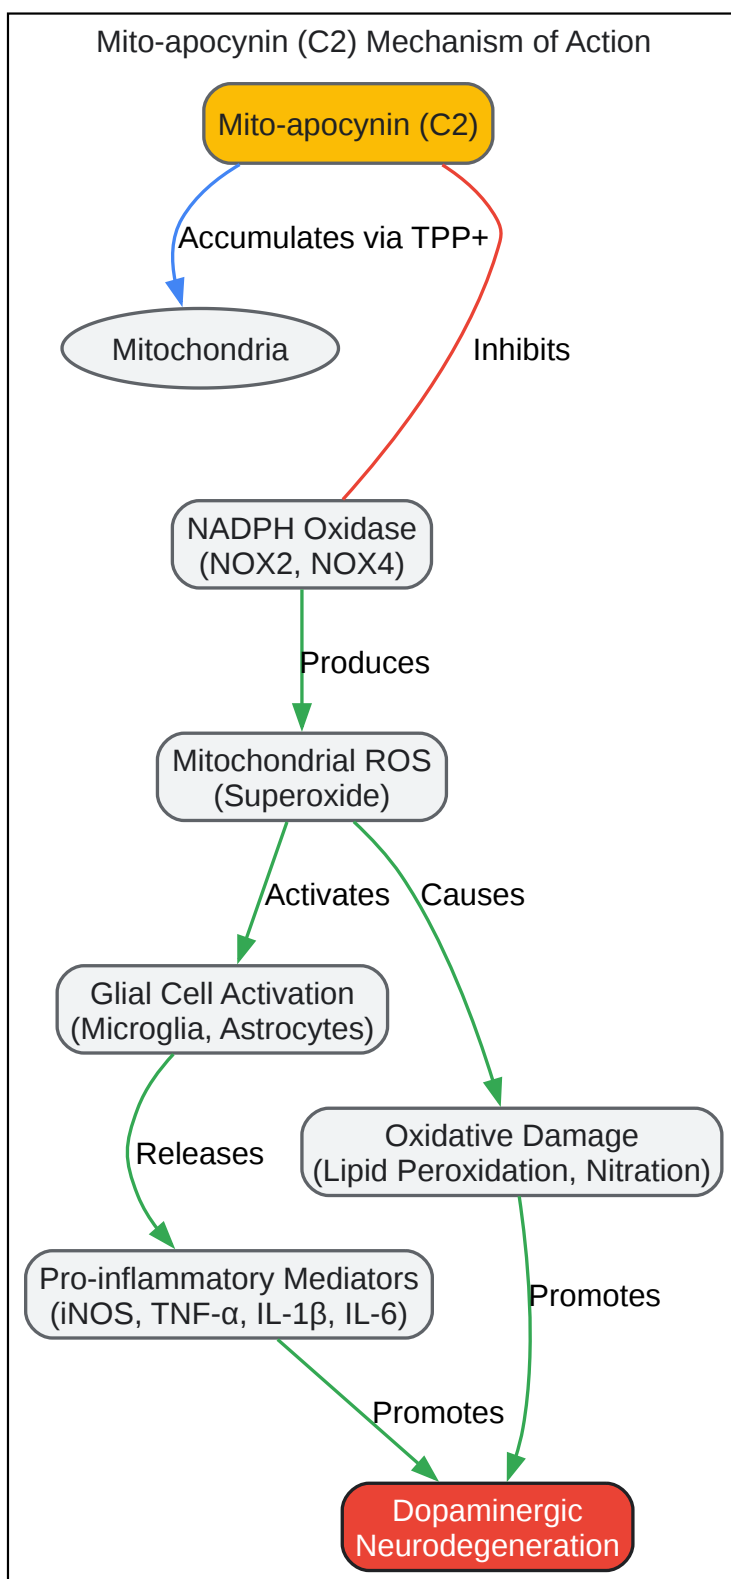 Mito-apocynin (C2) Mechanism of Action
Mito-apocynin (C2)
Accumulates via TPP+
Mitochondria
Inhibits
NADPH Oxidase
(NOX2, NOX4)
Produces
Mitochondrial ROS
(Superoxide)
Activates
Causes
Glial Cell Activation
(Microglia, Astrocytes)
Releases
Oxidative Damage
(Lipid Peroxidation, Nitration)
Pro-inflammatory Mediators
(iNOS, TNF-α, IL-1β, IL-6)
Promotes
Promotes
Dopaminergic
Neurodegeneration